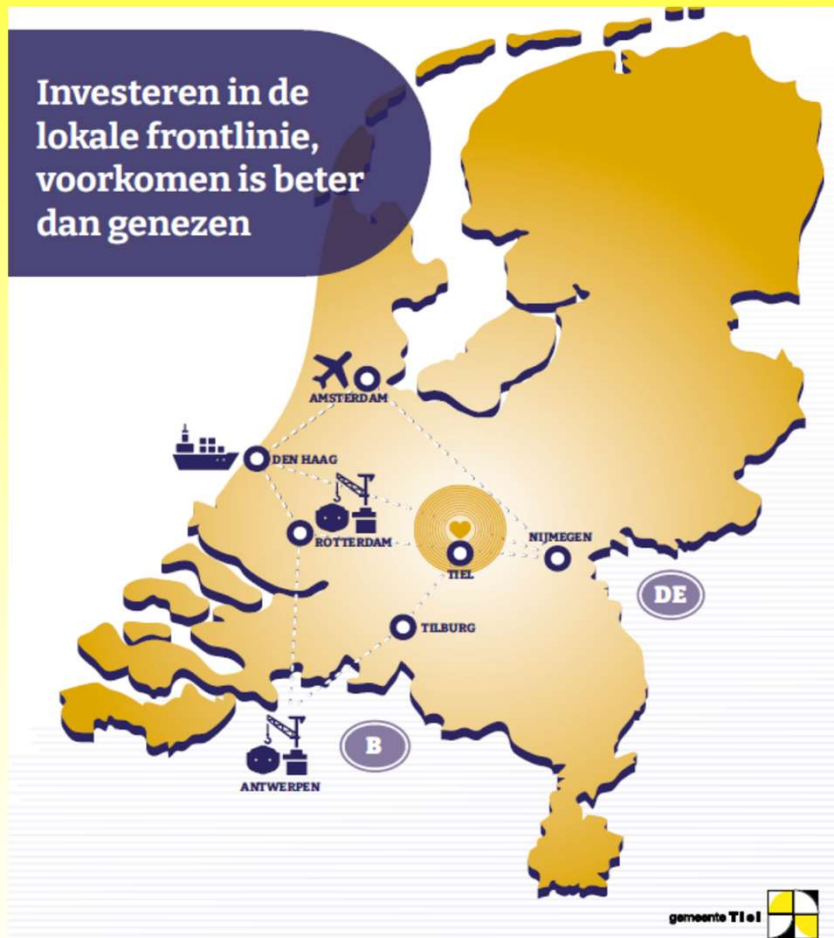 Investeren in de
lokale frontlinie,
voorkomen is beter
dan genezen
AMSTERDAM
DEN HAAG
ROTTERDAM
NIJMEGEN
TIEL
DE
TILBURG
B
ANTWERPEN
gemeente Tiel